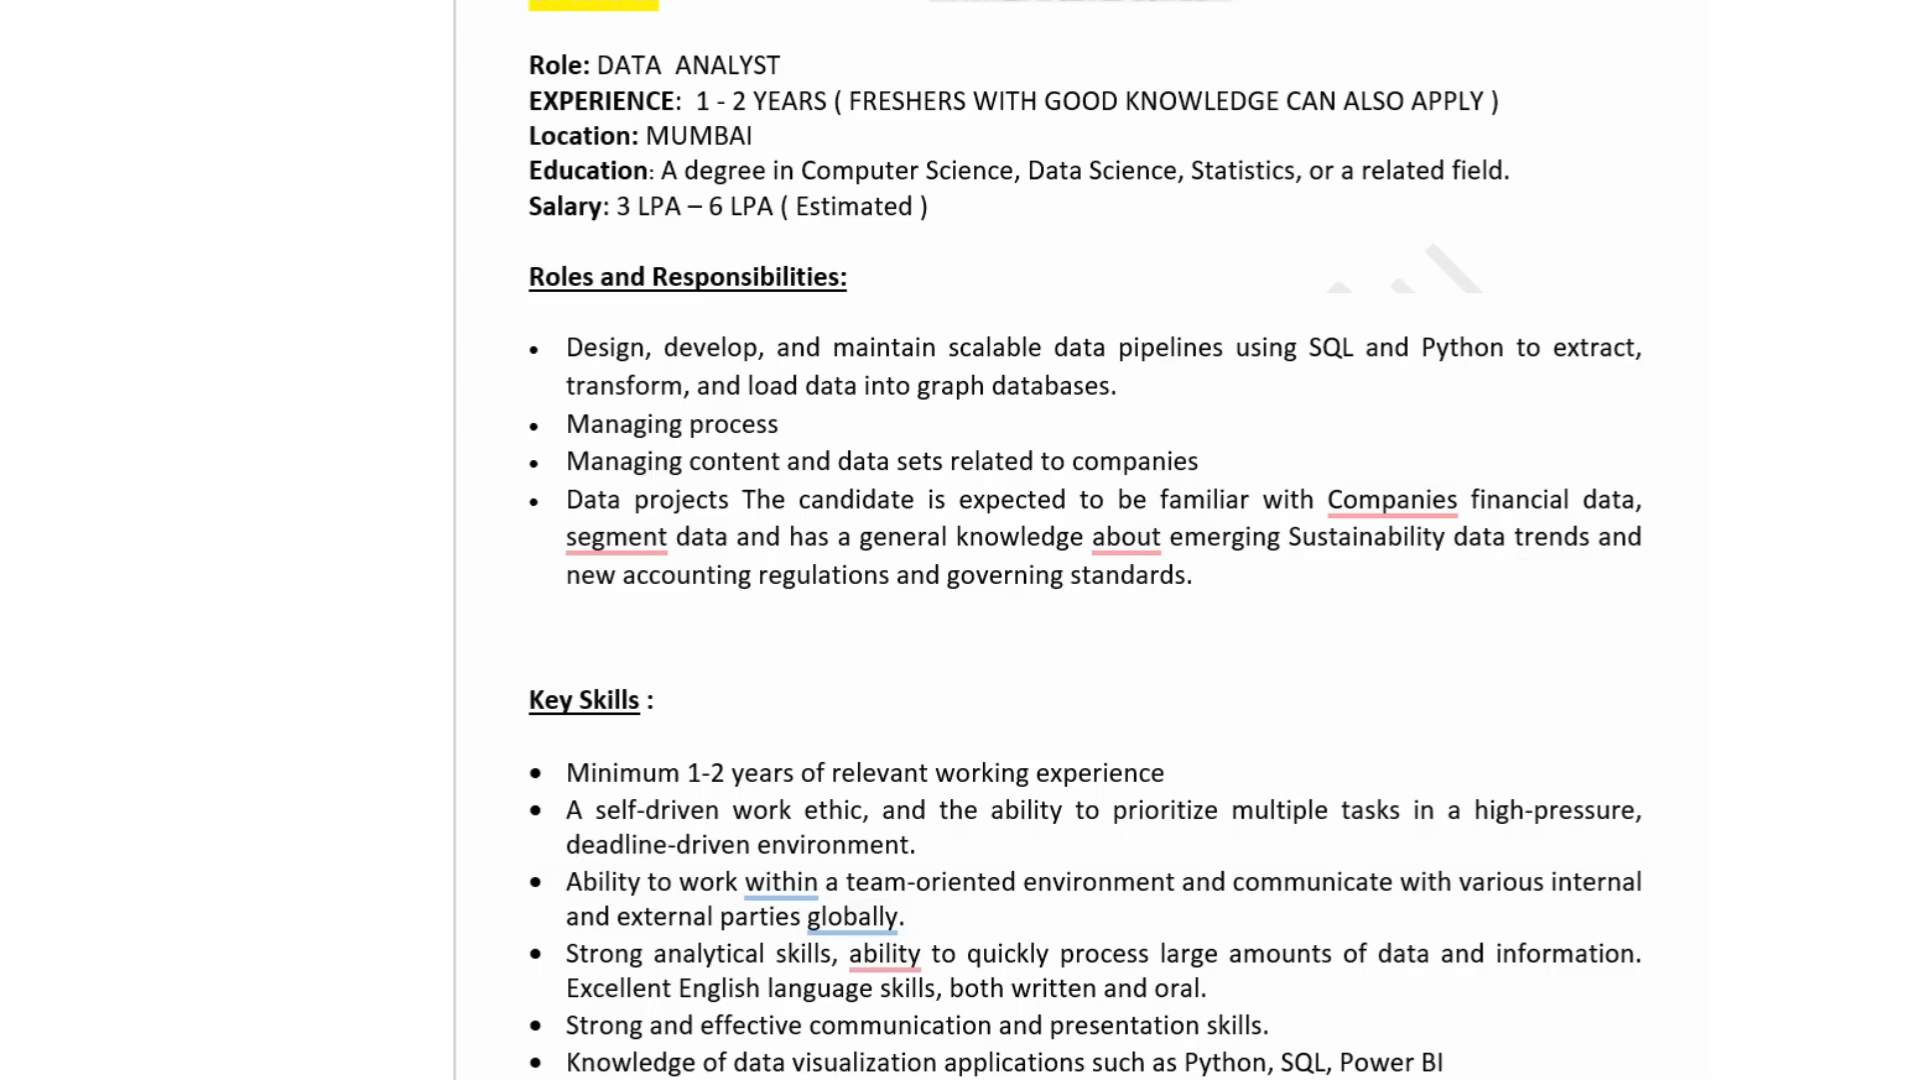 Role: DATA ANALYST
EXPERIENCE: 1 - 2 YEARS ( FRESHERS WITH GOOD KNOWLEDGE CAN ALSO APPLY )
Location: MUMBAI
Education: A degree in Computer Science, Data Science, Statistics, or a related field.
Salary: 3 LPA – 6 LPA ( Estimated )
Roles and Responsibilities:
• Design, develop, and maintain scalable data pipelines using SQL and Python to extract,
transform, and load data into graph databases.
• Managing process
• Managing content and data sets related to companies
• Data projects The candidate is expected to be familiar with Companies financial data,
segment data and has a general knowledge about emerging Sustainability data trends and
new accounting regulations and governing standards.
Key Skills :
• Minimum 1-2 years of relevant working experience
• A self-driven work ethic, and the ability to prioritize multiple tasks in a high-pressure,
deadline-driven environment.
• Ability to work within a team-oriented environment and communicate with various internal
and external parties globally.
• Strong analytical skills, ability to quickly process large amounts of data and information.
Excellent English language skills, both written and oral.
• Strong and effective communication and presentation skills.
• Knowledge of data visualization applications such as Python, SQL, Power BI